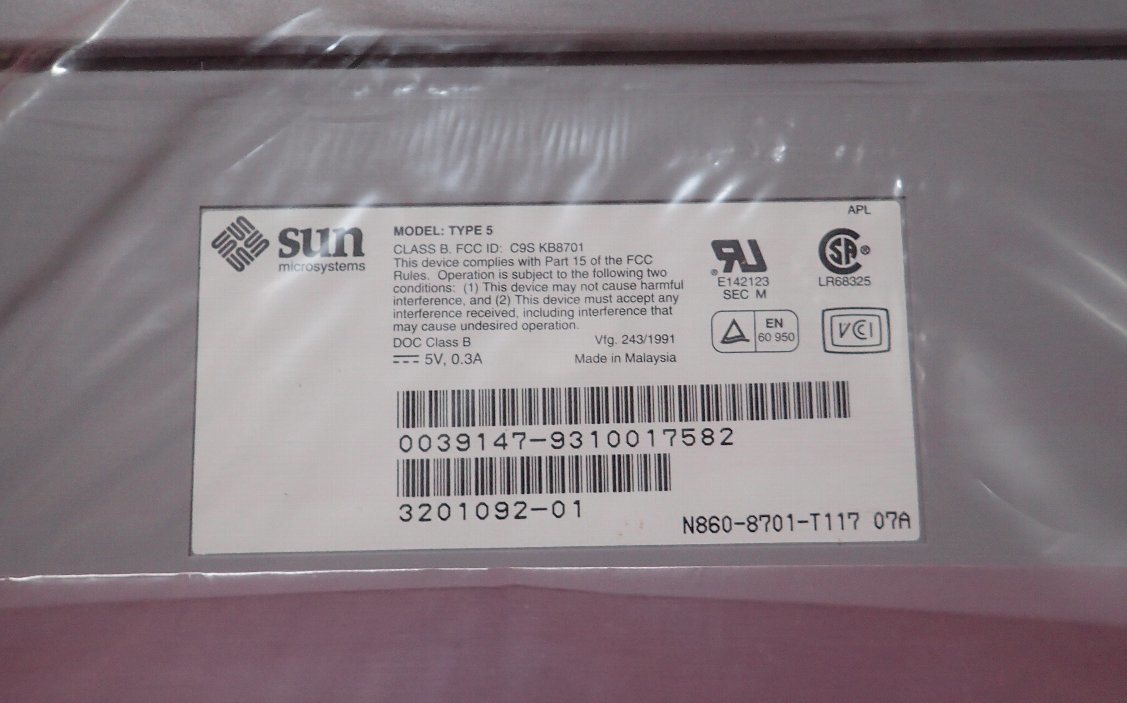 APL
sun
microsystems
MODEL: TYPE 5
CLASS B. FCC ID: C9S KB8701
This device complies with Part 15 of the FCC
Rules. Operation is subject to the following two
conditions: (1) This device may not cause harmful
interference, and (2) This device must accept any
interference received, including interference that
may cause undesired operation.
DOC Class B Vfg. 243/1991
5V, 0.3A Made in Malaysia
E142123
SEC M
LR68325
EN
60 950
VCCI
0039147-9310017582
3201092-01
N860-8701-T117 07A